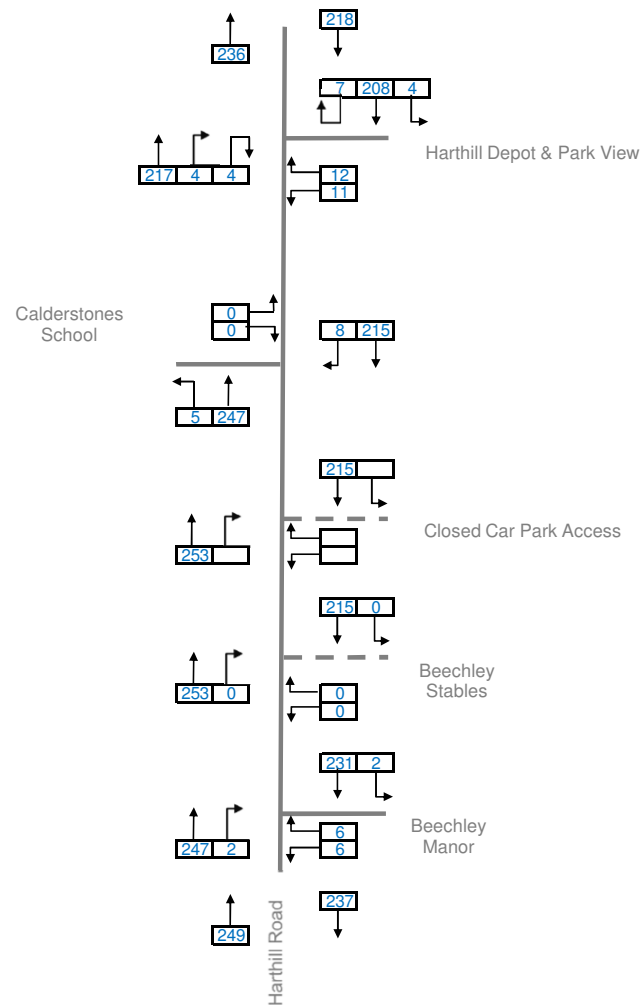 218
236
7 208 4
Harthill Depot & Park View
217 4 4
12
11
Calderstones
School
0
0
8 215
5 247
215
Closed Car Park Access
253
215 0
Beechley
Stables
253 0
0
0
231 2
Beechley
Manor
247 2
6
6
237
249
Harthill Road